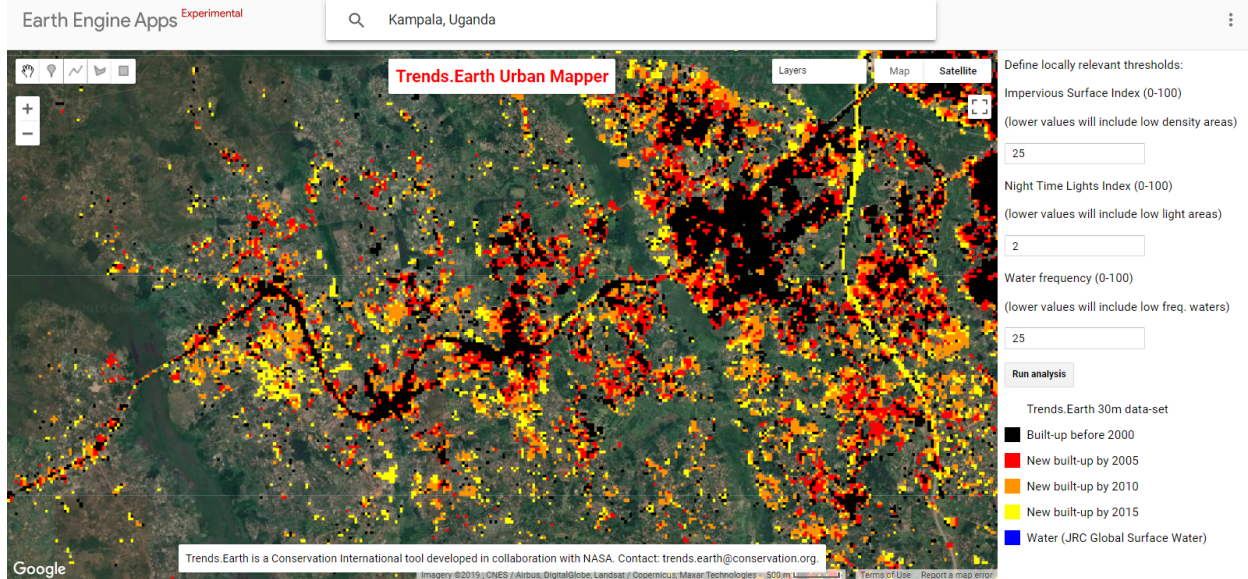 Earth Engine Apps Experimental
Kampala, Uganda
Trends.Earth Urban Mapper
Layers
Map Satellite
+
−
Define locally relevant thresholds:
Impervious Surface Index (0-100)
(lower values will include low density areas)
25
Night Time Lights Index (0-100)
(lower values will include low light areas)
2
Water frequency (0-100)
(lower values will include low freq. waters)
25
Run analysis
Trends.Earth 30m data-set
Built-up before 2000
New built-up by 2005
New built-up by 2010
New built-up by 2015
Water (JRC Global Surface Water)
Trends.Earth is a Conservation International tool developed in collaboration with NASA. Contact: trends.earth@conservation.org.
Google
Imagery ©2019 , CNES / Airbus, DigitalGlobe, Landsat / Copernicus, Maxar Technologies 500 m Terms of Use Report a map error